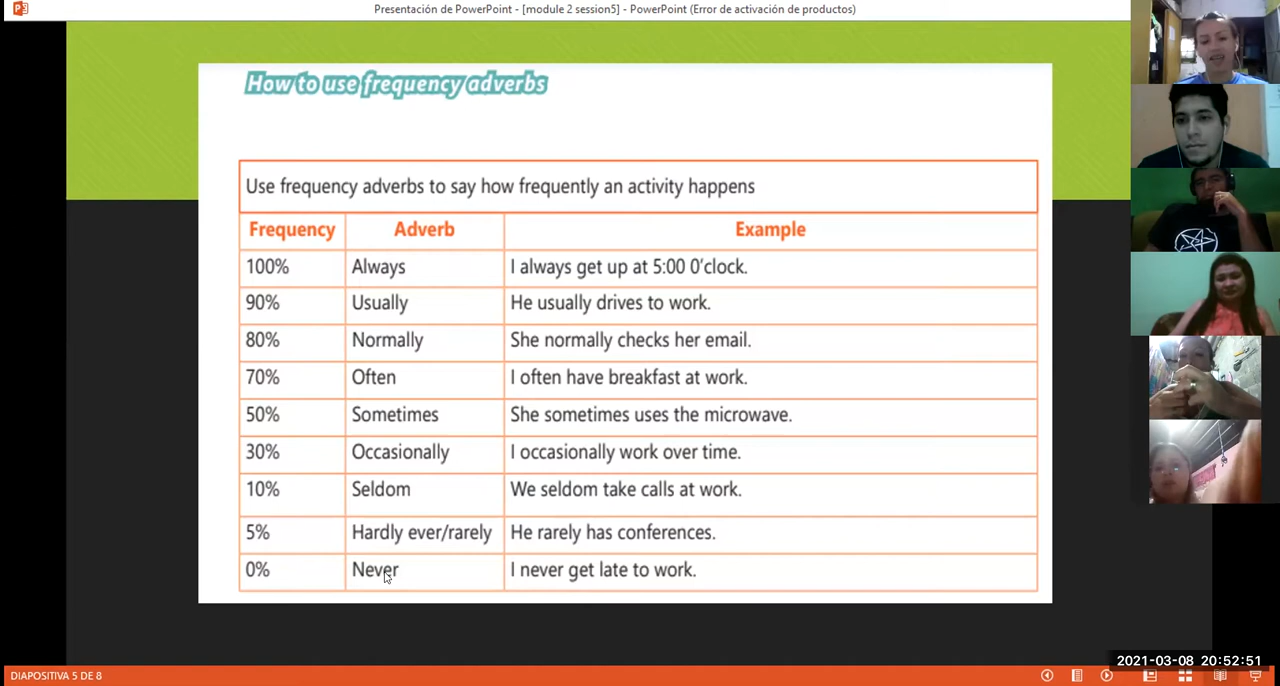 Presentación de PowerPoint - [module 2 session5] - PowerPoint (Error de activación de productos)
How to use frequency adverbs
Use frequency adverbs to say how frequently an activity happens
Frequency Adverb Example
100% Always I always get up at 5:00 0'clock.
90% Usually He usually drives to work.
80% Normally She normally checks her email.
70% Often I often have breakfast at work.
50% Sometimes She sometimes uses the microwave.
30% Occasionally I occasionally work over time.
10% Seldom We seldom take calls at work.
5% Hardly ever/rarely He rarely has conferences.
0% Never I never get late to work.
2021-03-08 20:52:51
DIAPOSITIVA 5 DE 8